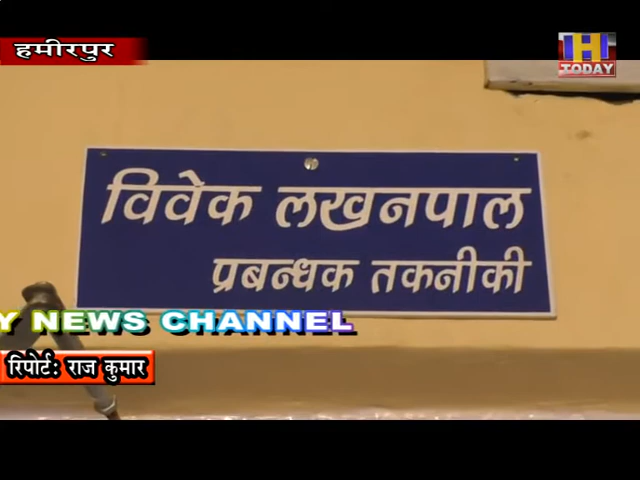 हमीरपुर
H
TODAY
विवेक लखनपाल
प्रबन्धक तकनीकी
Y NEWS CHANNEL
रिपोर्ट: राज कुमार